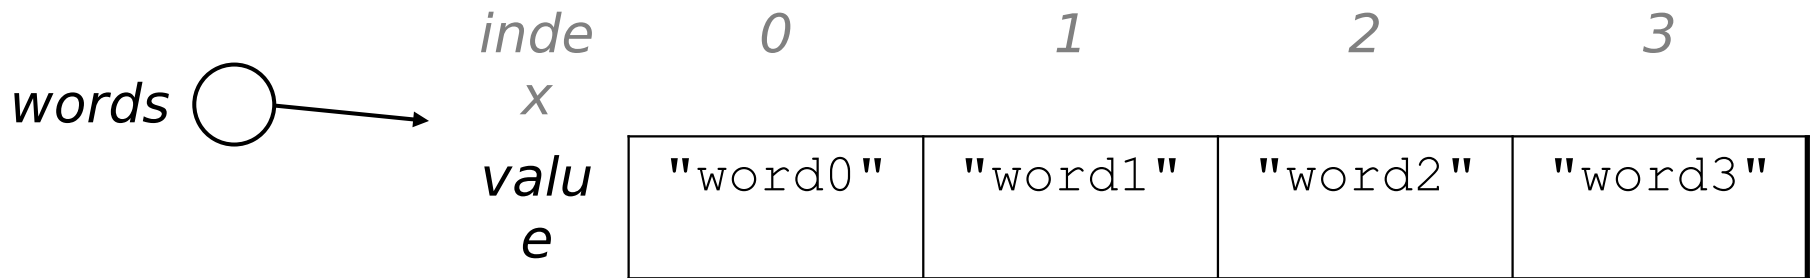 inde 0 1 2 3
words x
valu "word0" "word1" "word2" "word3"
e